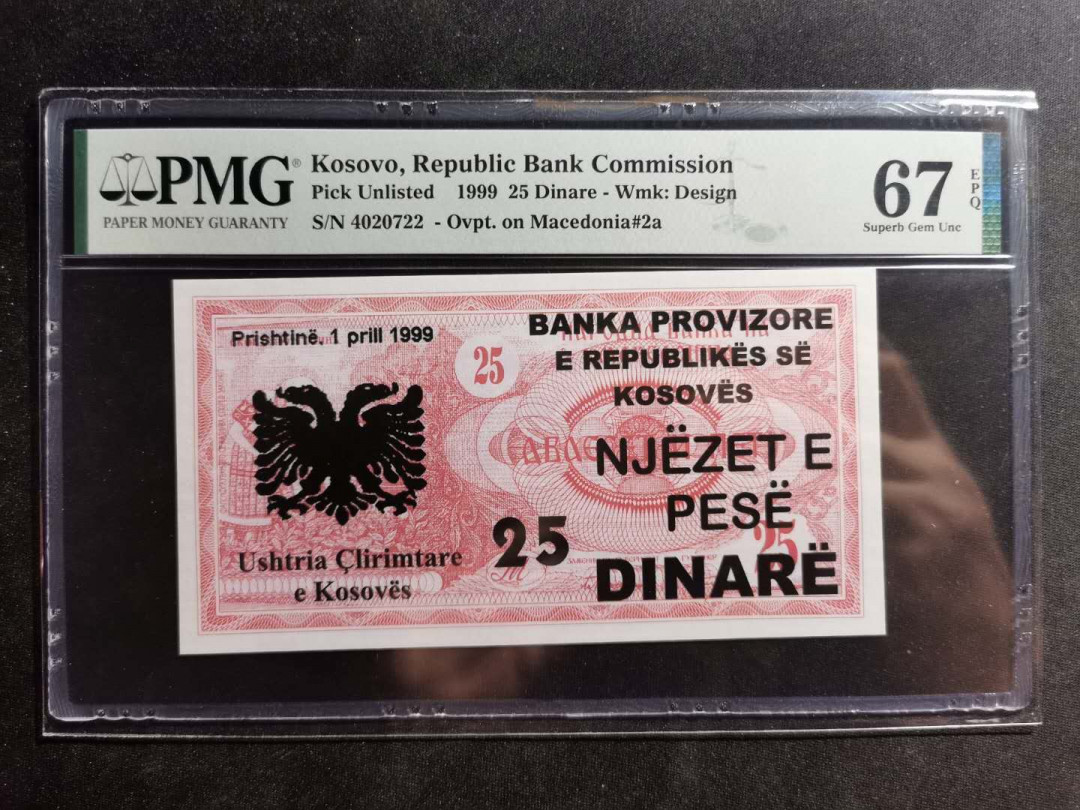 PMG®
PAPER MONEY GUARANTY
Kosovo, Republic Bank Commission
Pick Unlisted 1999 25 Dinare - Wmk: Design
S/N 4020722 - Ovpt. on Macedonia#2a
67
EPQ
Superb Gem Unc
Prishtinë, 1 prill 1999
25
BANKA PROVIZORE
E REPUBLIKËS SË
KOSOVËS
NJËZET E
PESË
25
25
DINARË
Ushtria Çlirimtare
e Kosovës